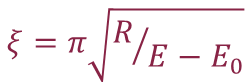 ξ = π√(R/E − E₀)